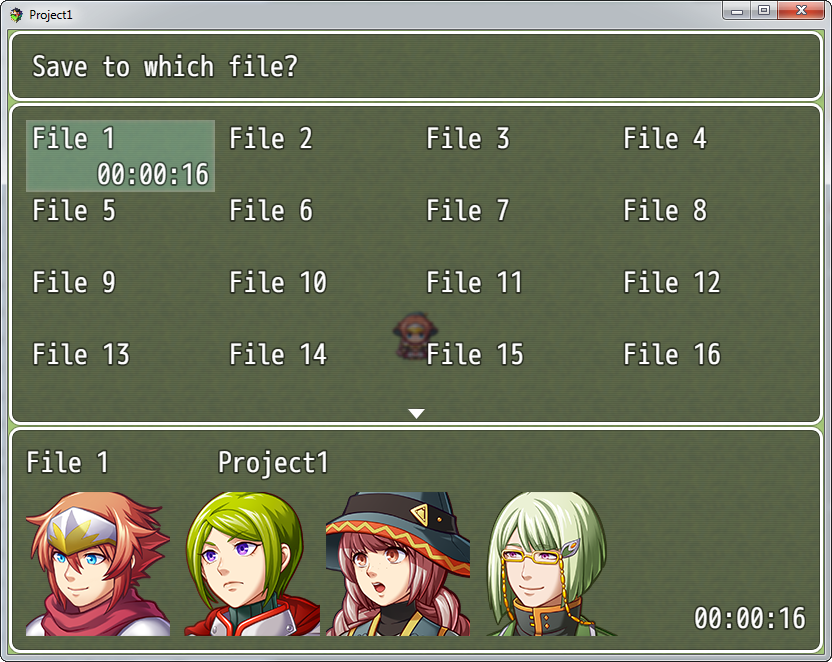 Project1
Save to which file?
File 1 File 2 File 3 File 4
00:00:16
File 5 File 6 File 7 File 8
File 9 File 10 File 11 File 12
File 13 File 14 File 15 File 16
File 1 Project1
00:00:16